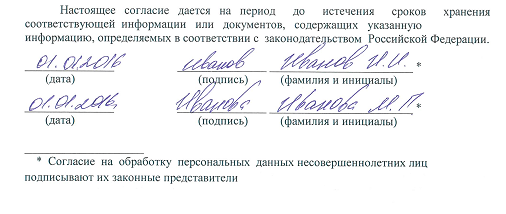 Настоящее согласие дается на период до истечения сроков хранения
соответствующей информации или документов, содержащих указанную
информацию, определяемых в соответствии с законодательством Российской Федерации.
01.01.2016 Иванов Иванов И.И. *
(дата) (подпись) (фамилия и инициалы)
01.01.2016 Иванова Иванова М.П. *
(дата) (подпись) (фамилия и инициалы)
* Согласие на обработку персональных данных несовершеннолетних лиц
подписывают их законные представители